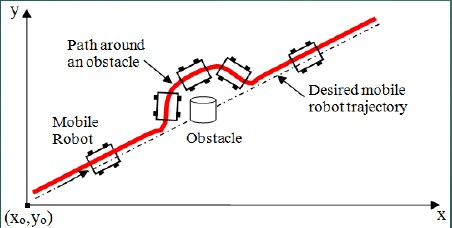 y
Path around
an obstacle
Desired mobile
robot trajectory
Mobile
Robot
Obstacle
(x₀,y₀)
x